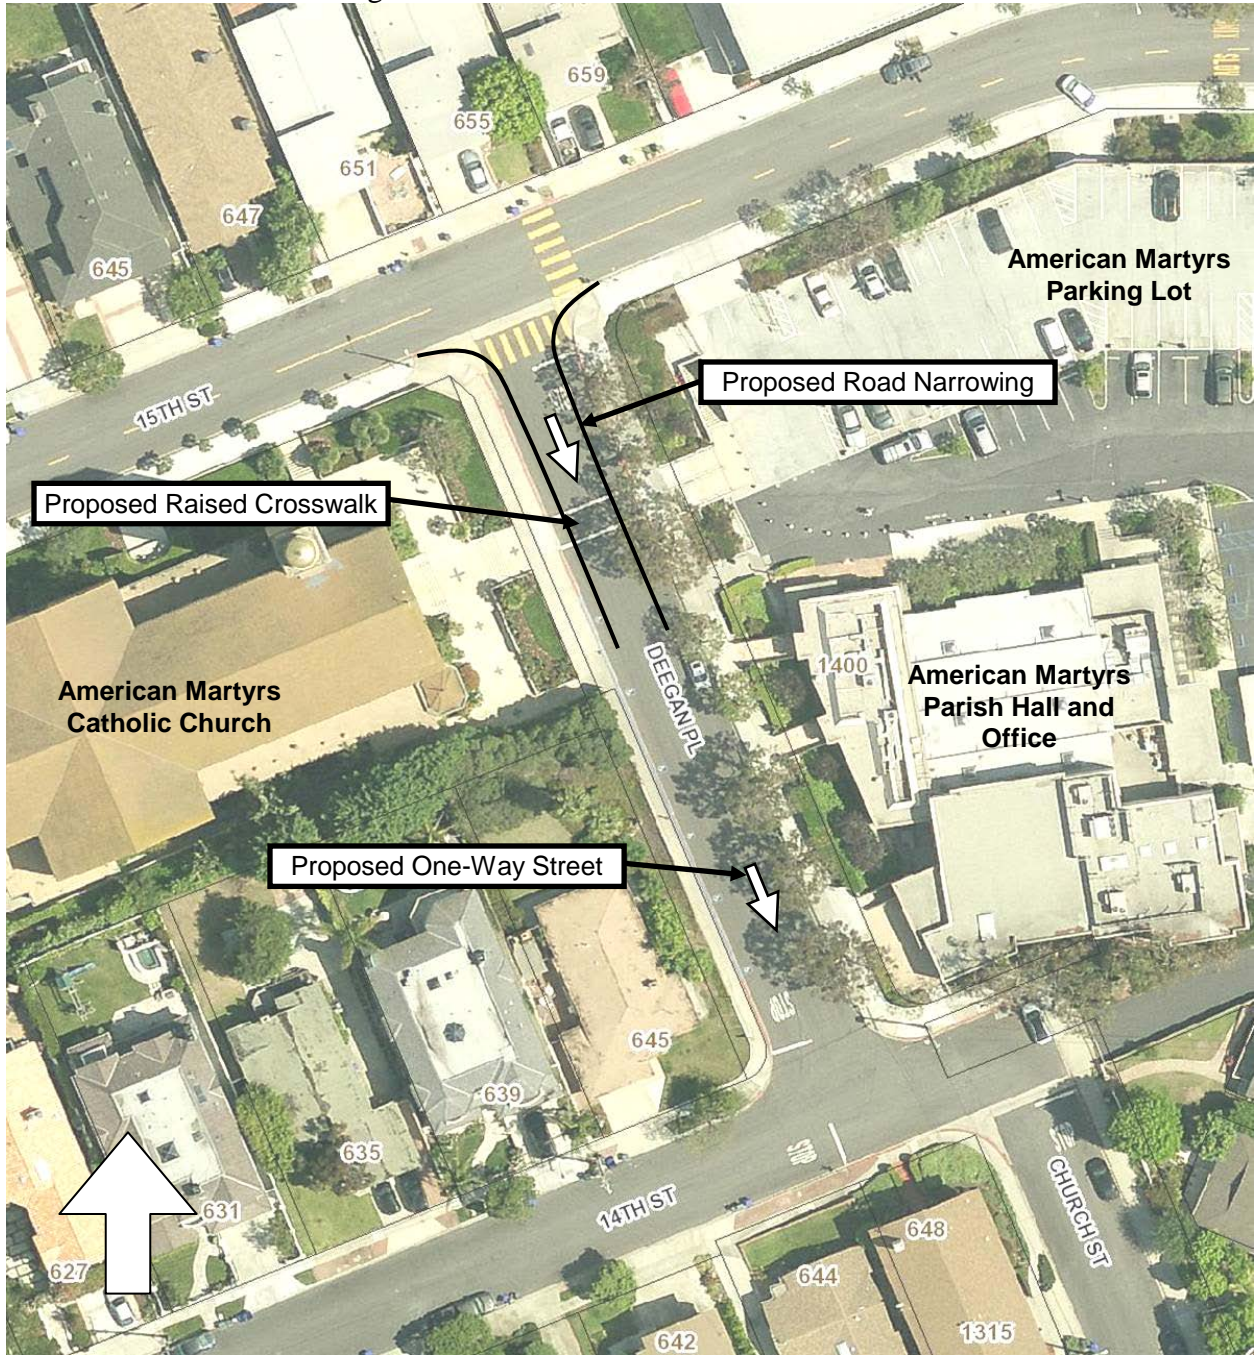 659
655
651
647
645
SLOW
American Martyrs
Parking Lot
15TH ST
Proposed Road Narrowing
Proposed Raised Crosswalk
DEEGAN PL
1400
American Martyrs
Catholic Church
American Martyrs
Parish Hall and
Office
Proposed One-Way Street
STOP
645
639
635
631
627
STOP
14TH ST
CHURCH ST
648
644
642
1315